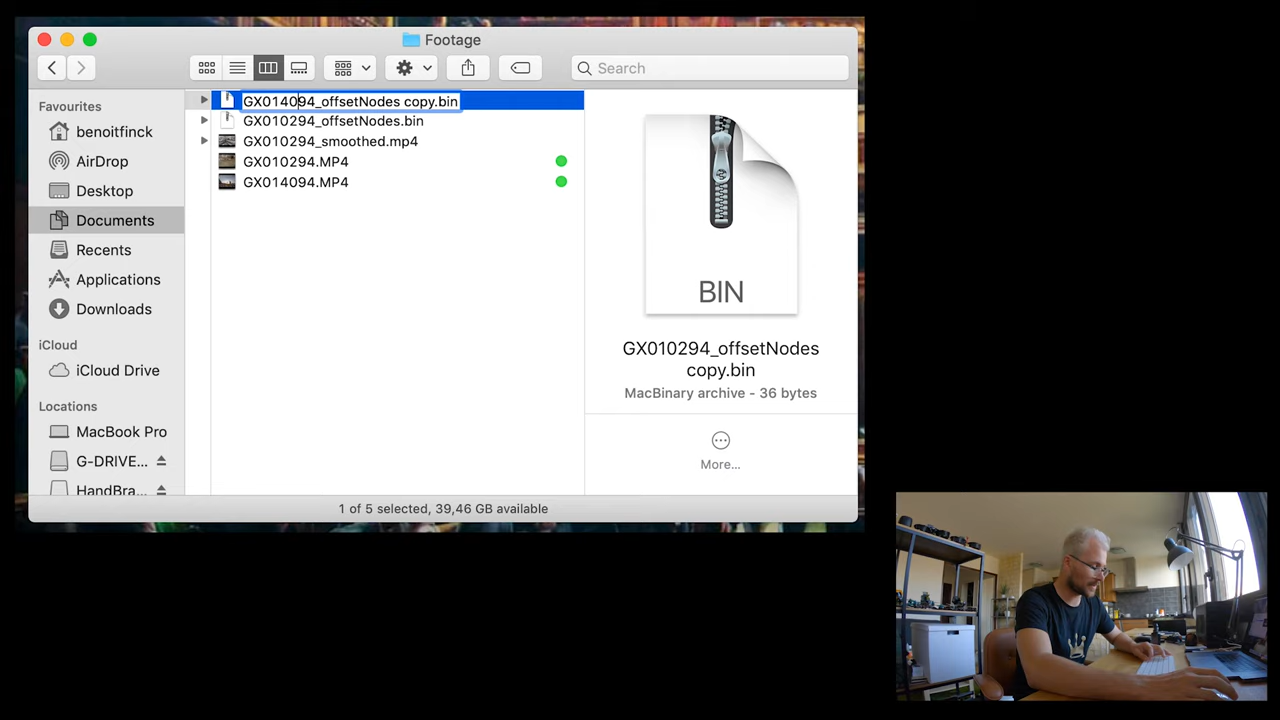 Footage
Search
Favourites
benoitfinck
AirDrop
Desktop
Documents
Recents
Applications
Downloads
iCloud
iCloud Drive
Locations
MacBook Pro
G-DRIVE...
HandBra...
GX014094_offsetNodes copy.bin
GX010294_offsetNodes.bin
GX010294_smoothed.mp4
GX010294.MP4
GX014094.MP4
BIN
GX010294_offsetNodes
copy.bin
MacBinary archive - 36 bytes
More...
1 of 5 selected, 39,46 GB available